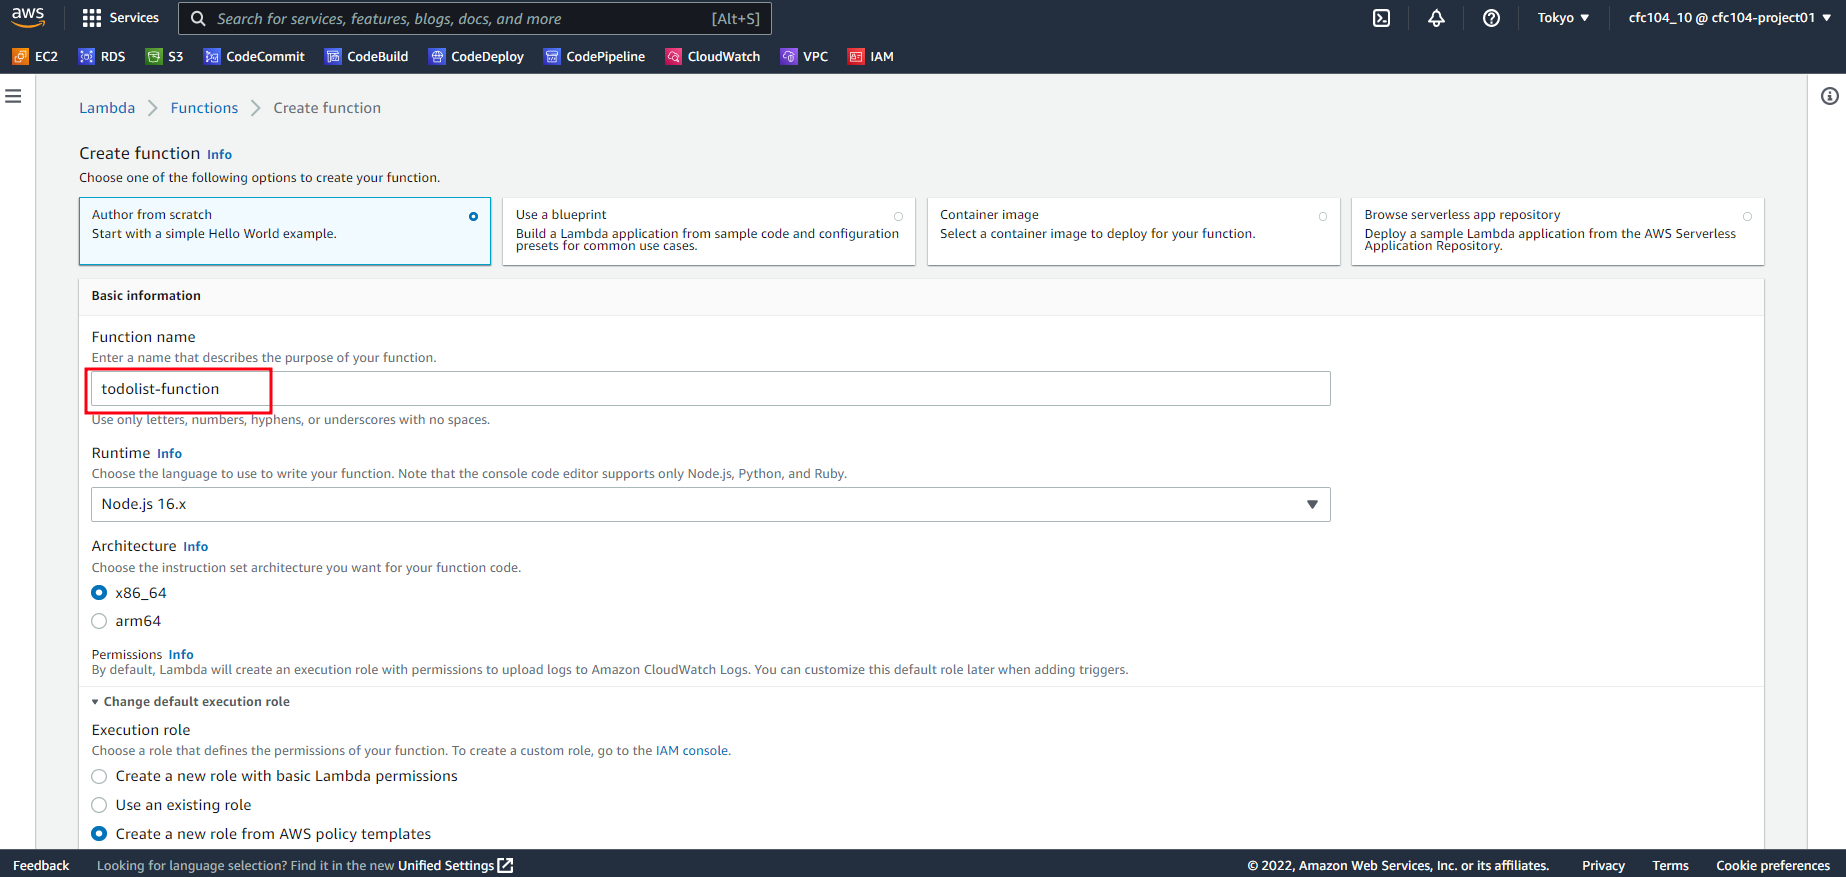 aws
Services
Search for services, features, blogs, docs, and more
[Alt+S]
Tokyo ▼
cfc104_10 @ cfc104-project01 ▼
EC2
RDS
S3
CodeCommit
CodeBuild
CodeDeploy
CodePipeline
CloudWatch
VPC
IAM
Lambda
Functions
Create function
Create function Info
Choose one of the following options to create your function.
Author from scratch
Start with a simple Hello World example.
Use a blueprint
Build a Lambda application from sample code and configuration
presets for common use cases.
Container image
Select a container image to deploy for your function.
Browse serverless app repository
Deploy a sample Lambda application from the AWS Serverless
Application Repository.
Basic information
Function name
Enter a name that describes the purpose of your function.
todolist-function
Use only letters, numbers, hyphens, or underscores with no spaces.
Runtime Info
Choose the language to use to write your function. Note that the console code editor supports only Node.js, Python, and Ruby.
Node.js 16.x
Architecture Info
Choose the instruction set architecture you want for your function code.
x86_64
arm64
Permissions Info
By default, Lambda will create an execution role with permissions to upload logs to Amazon CloudWatch Logs. You can customize this default role later when adding triggers.
Change default execution role
Execution role
Choose a role that defines the permissions of your function. To create a custom role, go to the IAM console.
Create a new role with basic Lambda permissions
Use an existing role
Create a new role from AWS policy templates
Feedback
Looking for language selection? Find it in the new Unified Settings
© 2022, Amazon Web Services, Inc. or its affiliates.
Privacy
Terms
Cookie preferences